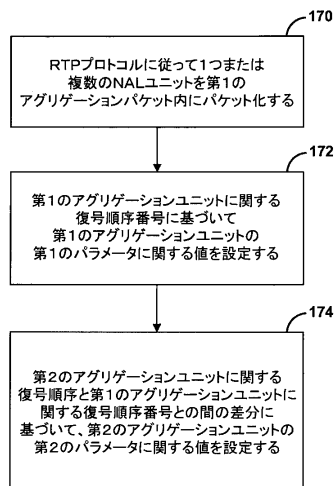 170
RTPプロトコルに従って1つまたは
複数のNALユニットを第1の
アグリゲーションパケット内にパケット化する
172
第1のアグリゲーションユニットに関する
復号順序番号に基づいて
第1のアグリゲーションユニットの
第1のパラメータに関する値を設定する
174
第2のアグリゲーションユニットに関する
復号順序と第1のアグリゲーションユニットに
関する復号順序番号との間の差分に
基づいて、第2のアグリゲーションユニットの
第2のパラメータに関する値を設定する